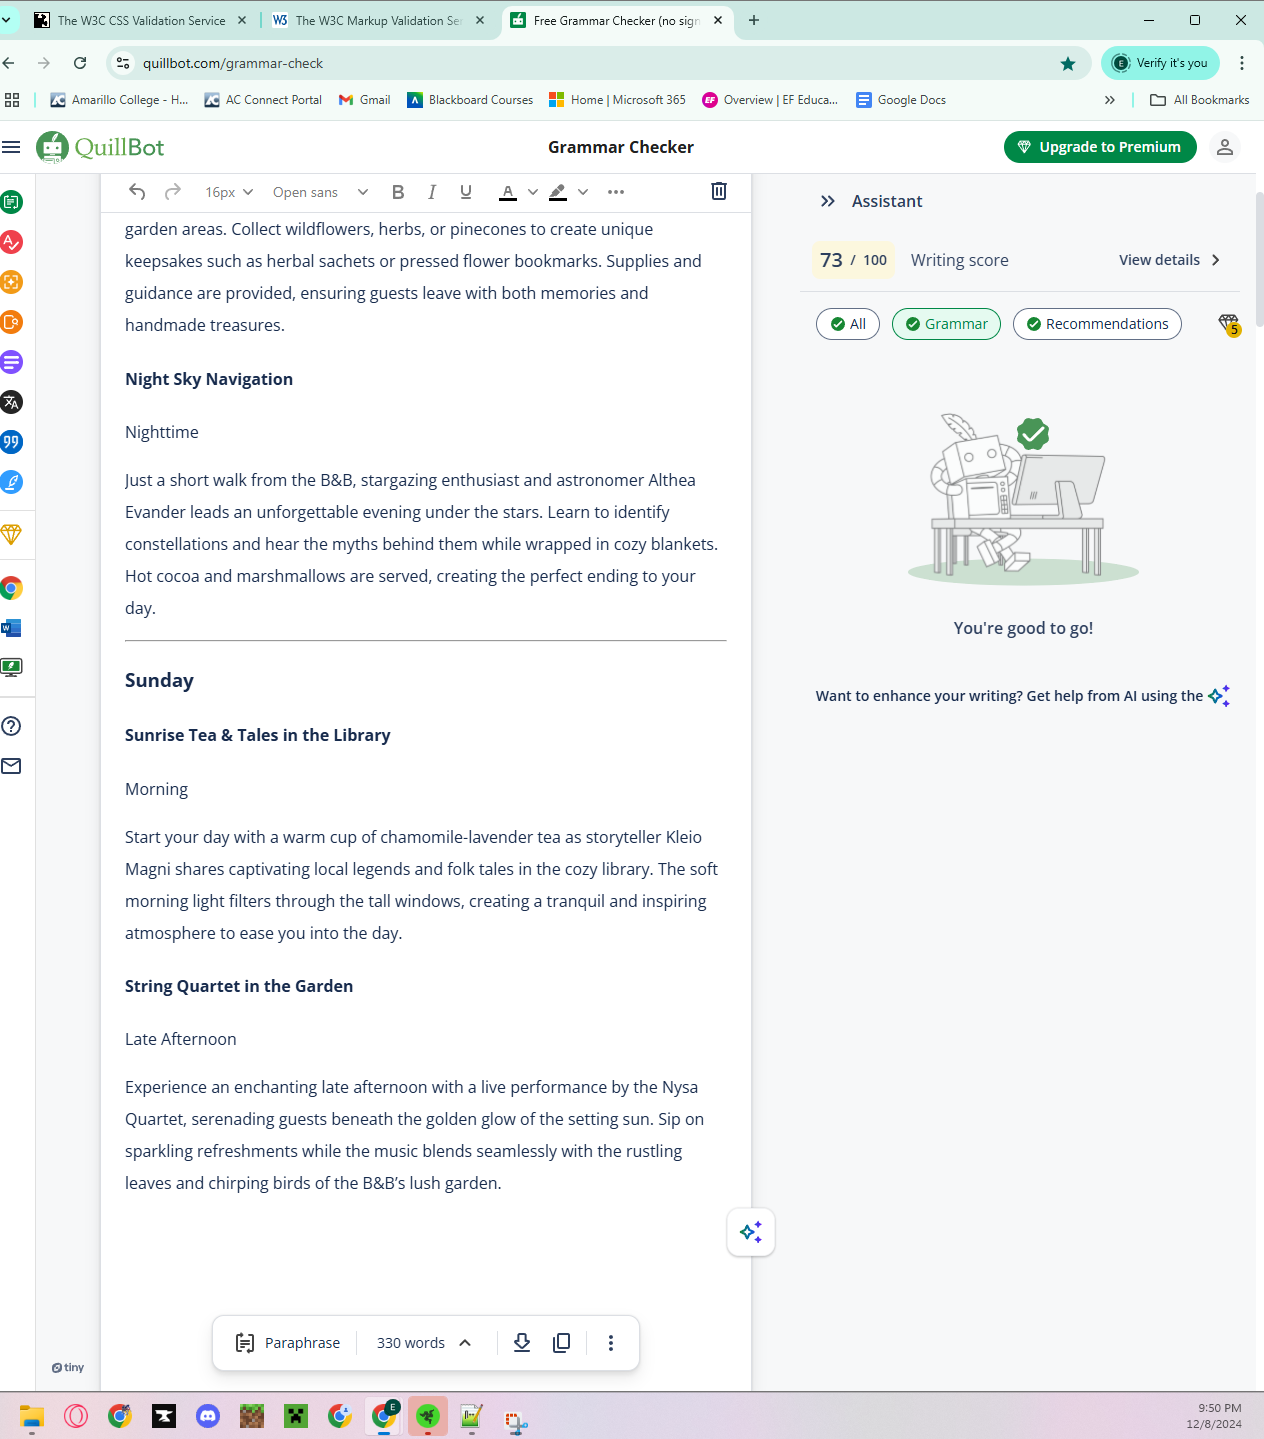 The W3C CSS Validation Service
The W3C Markup Validation Se
Free Grammar Checker (no sign
quillbot.com/grammar-check
E
Verify it's you
Amarillo College - H...
AC Connect Portal
Gmail
Blackboard Courses
Home | Microsoft 365
EF
Overview | EF Educa...
Google Docs
All Bookmarks
QuillBot
Grammar Checker
Upgrade to Premium
16px
Open sans
B
I
U
A
Assistant
garden areas. Collect wildflowers, herbs, or pinecones to create unique
keepsakes such as herbal sachets or pressed flower bookmarks. Supplies and
guidance are provided, ensuring guests leave with both memories and
handmade treasures.
73 / 100
Writing score
View details
All
Grammar
Recommendations
5
Night Sky Navigation
Nighttime
Just a short walk from the B&B, stargazing enthusiast and astronomer Althea
Evander leads an unforgettable evening under the stars. Learn to identify
constellations and hear the myths behind them while wrapped in cozy blankets.
Hot cocoa and marshmallows are served, creating the perfect ending to your
day.
You're good to go!
Want to enhance your writing? Get help from AI using the
Sunday
Sunrise Tea & Tales in the Library
Morning
Start your day with a warm cup of chamomile-lavender tea as storyteller Kleio
Magni shares captivating local legends and folk tales in the cozy library. The soft
morning light filters through the tall windows, creating a tranquil and inspiring
atmosphere to ease you into the day.
String Quartet in the Garden
Late Afternoon
Experience an enchanting late afternoon with a live performance by the Nysa
Quartet, serenading guests beneath the golden glow of the setting sun. Sip on
sparkling refreshments while the music blends seamlessly with the rustling
leaves and chirping birds of the B&B’s lush garden.
Paraphrase
330 words
tiny
E
9:50 PM
12/8/2024